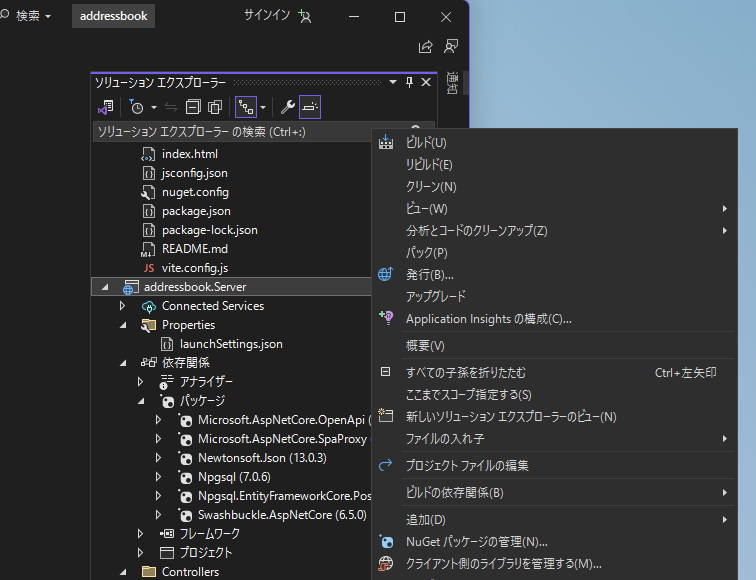 検索
addressbook
サインイン
ソリューション エクスプローラー
通知
ソリューション エクスプローラー の検索 (Ctrl+:)
index.html
jsconfig.json
nuget.config
package.json
package-lock.json
README.md
vite.config.js
addressbook.Server
Connected Services
Properties
launchSettings.json
依存関係
アナライザー
パッケージ
Microsoft.AspNetCore.OpenApi (
Microsoft.AspNetCore.SpaProxy
Newtonsoft.Json (13.0.3)
Npgsql (7.0.6)
Npgsql.EntityFrameworkCore.Pos
Swashbuckle.AspNetCore (6.5.0)
フレームワーク
プロジェクト
Controllers
ビルド(U)
リビルド(E)
クリーン(N)
ビュー(W)
分析とコードのクリーンアップ(Z)
パック(P)
発行(B)...
アップグレード
Application Insights の構成(C)...
概要(V)
すべての子孫を折りたたむ Ctrl+左矢印
ここまでスコープ指定する(S)
新しいソリューション エクスプローラーのビュー(N)
ファイルの入れ子
プロジェクト ファイルの編集
ビルドの依存関係(B)
追加(D)
NuGet パッケージの管理(N)...
クライアント側のライブラリを管理する(M)...